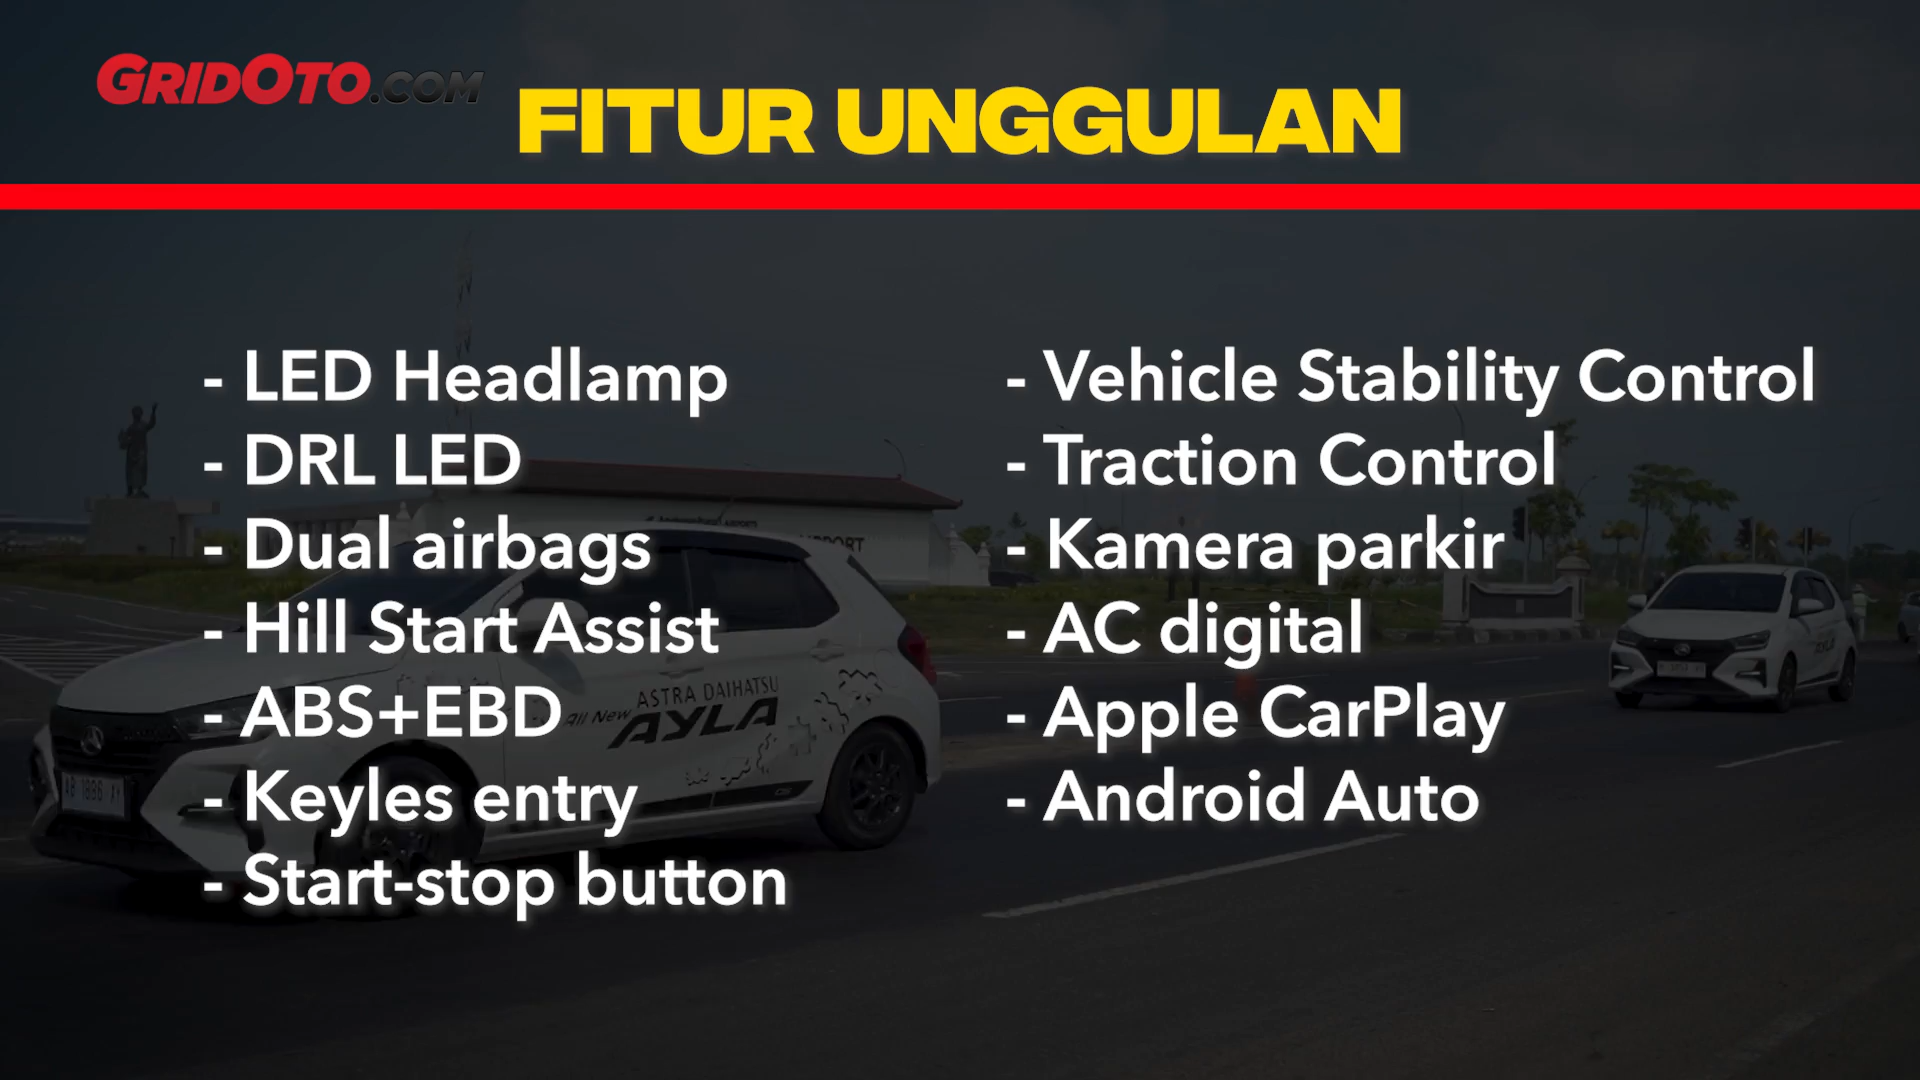 GRIDOTO.COM
FITUR UNGGULAN
- LED Headlamp
- DRL LED
- Dual airbags
- Hill Start Assist
- ABS+EBD
- Keyles entry
- Start-stop button
- Vehicle Stability Control
- Traction Control
- Kamera parkir
- AC digital
- Apple CarPlay
- Android Auto
ASTRA DAIHATSU
All New AYLA
AYLA